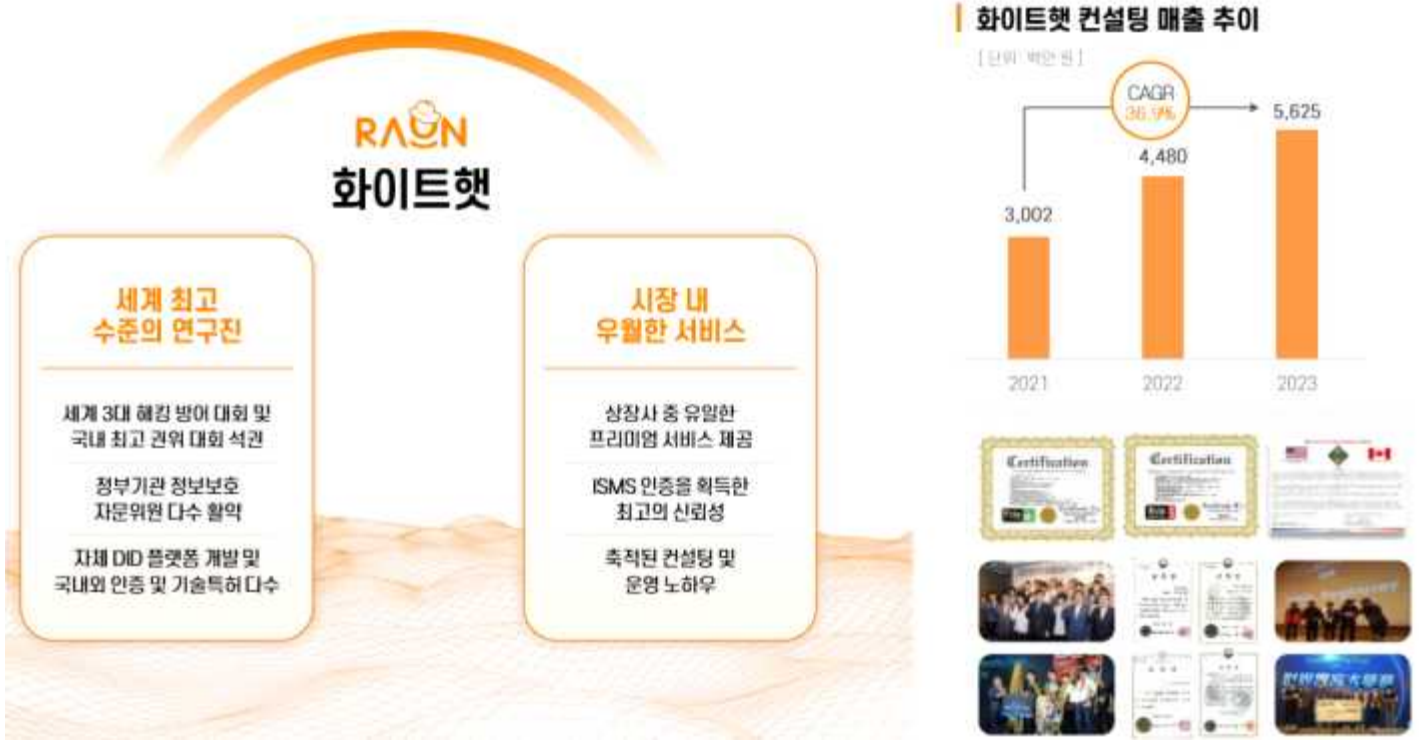 RAON
화이트햇
세계 최고
수준의 연구진
세계 3대 해킹 방어 대회 및
국내 최고 권위 대회 석권
정부기관 정보보호
자문위원 다수 활약
자체 DID 플랫폼 개발 및
국내외 인증 및 기술특허 다수
시장 내
우월한 서비스
상장사 중 유일한
프리미엄 서비스 제공
ISMS 인증을 획득한
최고의 신뢰성
축적된 컨설팅 및
운영 노하우
화이트햇 컨설팅 매출 추이
[단위: 백만 원]
CAGR
36.9%
3,002
4,480
5,625
2021
2022
2023
Certification
Certification